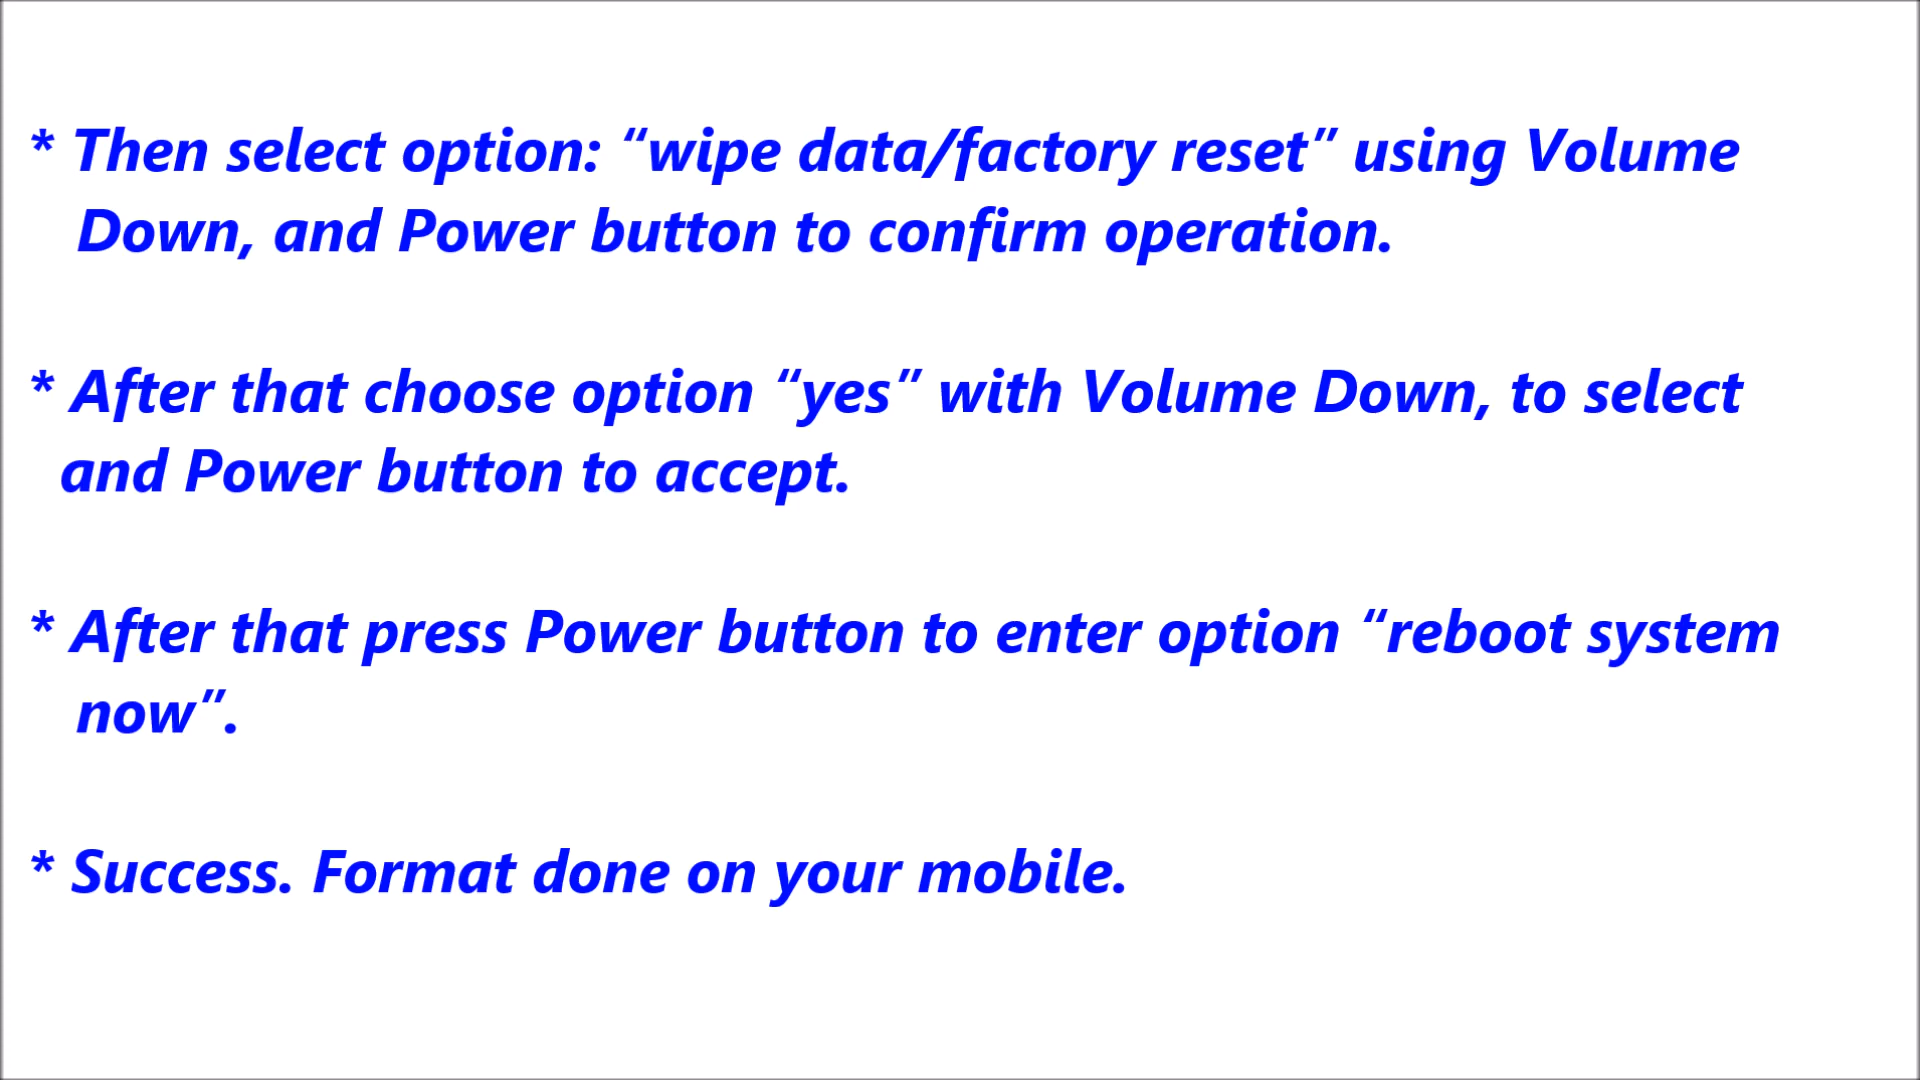 * Then select option: “wipe data/factory reset” using Volume
Down, and Power button to confirm operation.
* After that choose option “yes” with Volume Down, to select
and Power button to accept.
* After that press Power button to enter option “reboot system
now”.
* Success. Format done on your mobile.